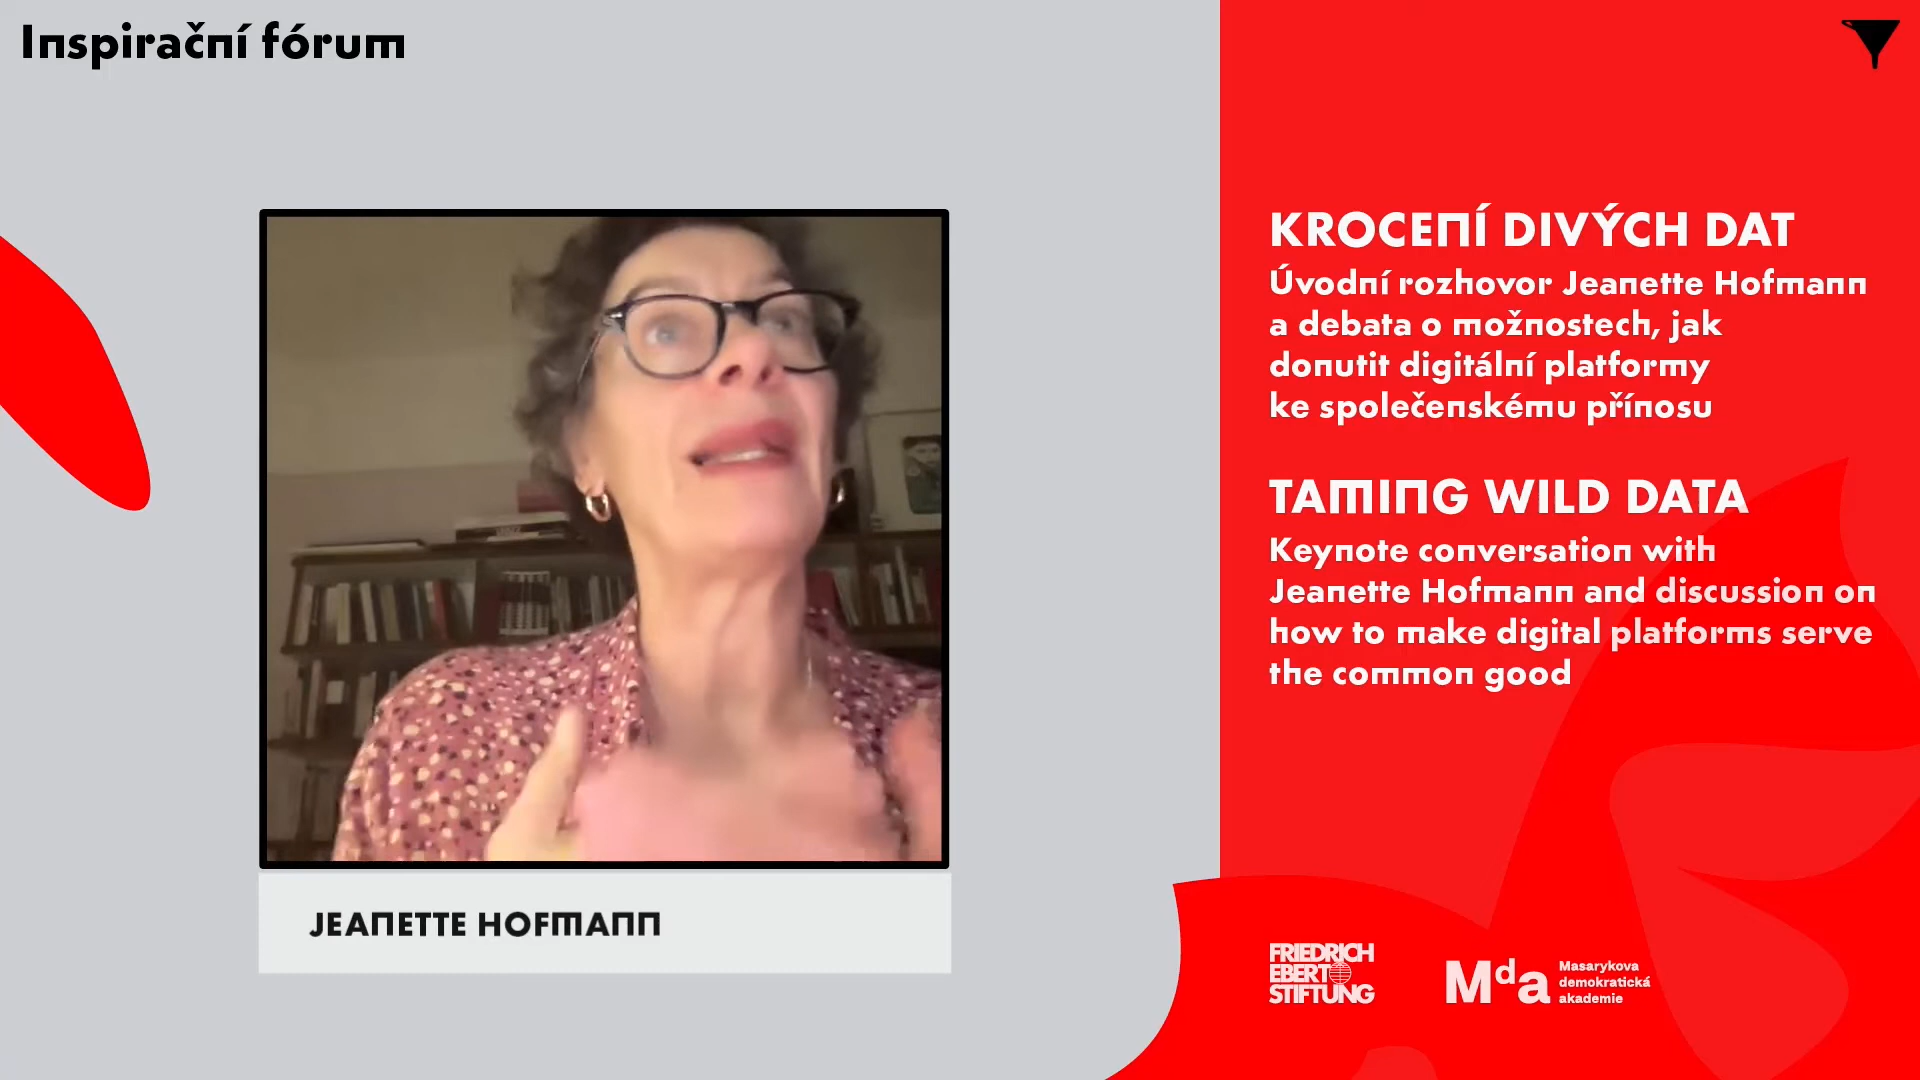 Inspirační fórum
KROCENÍ DIVÝCH DAT
Úvodní rozhovor Jeanette Hofmann
a debata o možnostech, jak
donutit digitální platformy
ke společenskému přínosu
TAMING WILD DATA
Keynote conversation with
Jeanette Hofmann and discussion on
how to make digital platforms serve
the common good
JEANETTE HOFMANN
FRIEDRICH
EBERT
STIFTUNG
MdA
Masarykova
demokratická
akademie